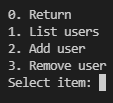 0. Return
1. List users
2. Add user
3. Remove user
Select item: